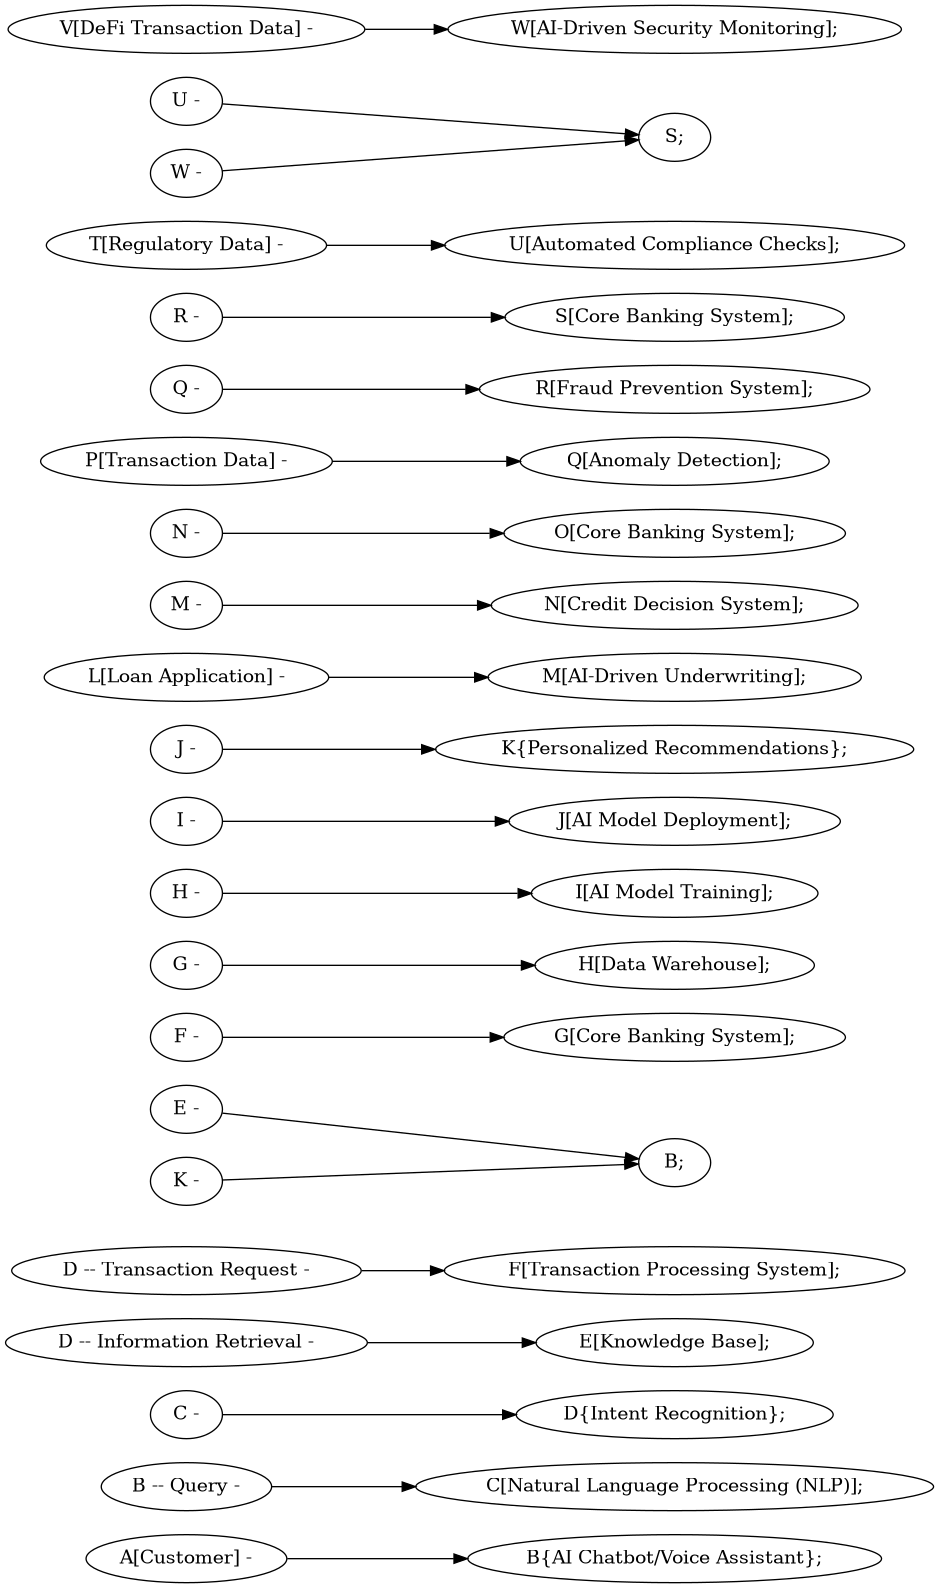 V[DeFi Transaction Data] -
W[AI-Driven Security Monitoring];
U -
S;
W -
T[Regulatory Data] -
U[Automated Compliance Checks];
R -
S[Core Banking System];
Q -
R[Fraud Prevention System];
P[Transaction Data] -
Q[Anomaly Detection];
N -
O[Core Banking System];
M -
N[Credit Decision System];
L[Loan Application] -
M[AI-Driven Underwriting];
J -
K{Personalized Recommendations};
I -
J[AI Model Deployment];
H -
I[AI Model Training];
G -
H[Data Warehouse];
F -
G[Core Banking System];
E -
B;
K -
D -- Transaction Request -
F[Transaction Processing System];
D -- Information Retrieval -
E[Knowledge Base];
C -
D{Intent Recognition};
B -- Query -
C[Natural Language Processing (NLP)];
A[Customer] -
B{AI Chatbot/Voice Assistant};